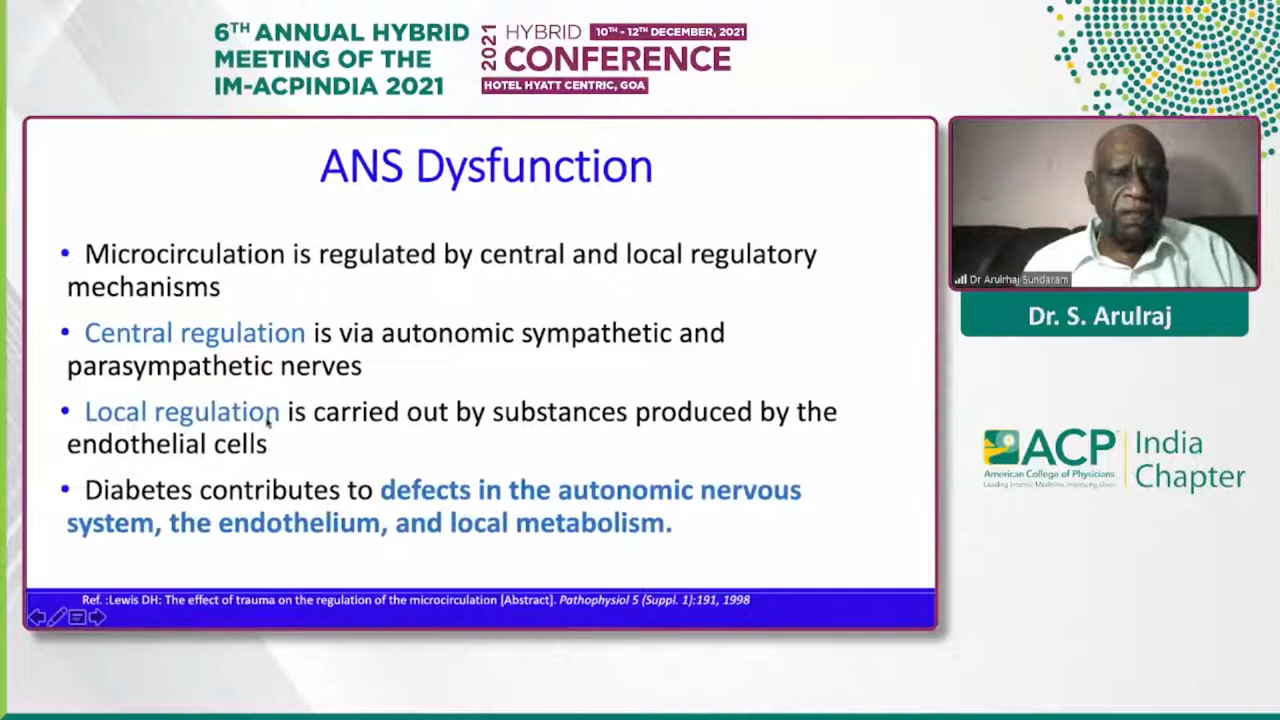 6TH ANNUAL HYBRID
MEETING OF THE
IM-ACPINDIA 2021
2021
HYBRID 10TH - 12TH DECEMBER, 2021
CONFERENCE
HOTEL HYATT CENTRIC, GOA
ANS Dysfunction
• Microcirculation is regulated by central and local regulatory
mechanisms
• Central regulation is via autonomic sympathetic and
parasympathetic nerves
• Local regulation is carried out by substances produced by the
endothelial cells
• Diabetes contributes to defects in the autonomic nervous
system, the endothelium, and local metabolism.
Ref. :Lewis DH: The effect of trauma on the regulation of the microcirculation [Abstract]. Pathophysiol 5 (Suppl. 1):191, 1998
Dr Arulrhaj Sundaram
Dr. S. Arulraj
ACP
American College of Physicians
Leading Internal Medicine, Improving Lives
India
Chapter